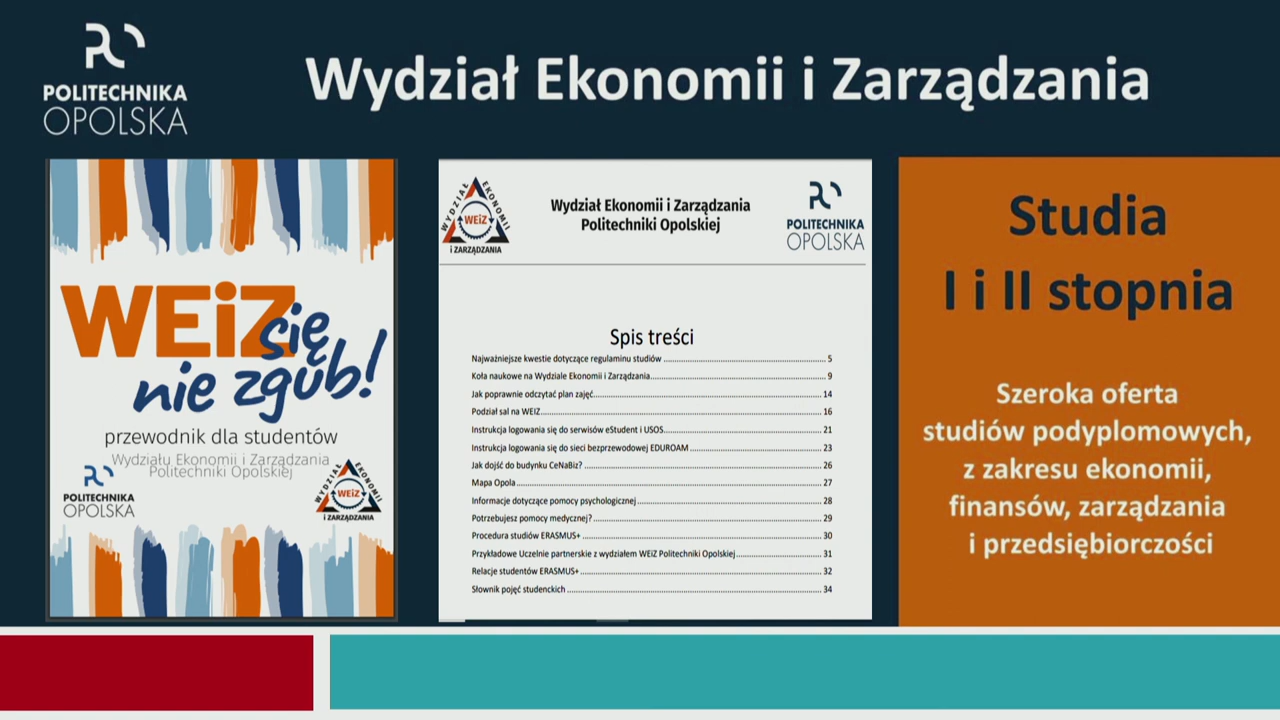 POLITECHNIKA
OPOLSKA
Wydział Ekonomii i Zarządzania
WEiZ
się
nie zgub!
przewodnik dla studentów
Wydziału Ekonomii i Zarządzania
Politechniki Opolskiej
POLITECHNIKA
OPOLSKA
WYDZIAŁ EKONOMII
WEiZ
I ZARZĄDZANIA
WYDZIAŁ EKONOMII
WEiZ
I ZARZĄDZANIA
Wydział Ekonomii i Zarządzania
Politechniki Opolskiej
POLITECHNIKA
OPOLSKA
Spis treści
Najważniejsze kwestie dotyczące regulaminu studiów ... 5
Koła naukowe na Wydziale Ekonomii i Zarządzania... 9
Jak poprawnie odczytać plan zajęć... 14
Podział sal na WEIZ... 16
Instrukcja logowania się do serwisów eStudent i USOS... 21
Instrukcja logowania się do sieci bezprzewodowej EDUROAM ... 23
Jak dojść do budynku CeNaBiz? ... 26
Mapa Opola ... 27
Informacje dotyczące pomocy psychologicznej ... 28
Potrzebujesz pomocy medycznej? ... 29
Procedura studiów ERASMUS+ ... 30
Przykładowe Uczelnie partnerskie z wydziałem WEiZ Politechniki Opolskiej... 31
Relacje studentów ERASMUS+ ... 32
Słownik pojęć studenckich ... 34
Studia
I i II stopnia
Szeroka oferta
studiów podyplomowych,
z zakresu ekonomii,
finansów, zarządzania
i przedsiębiorczości